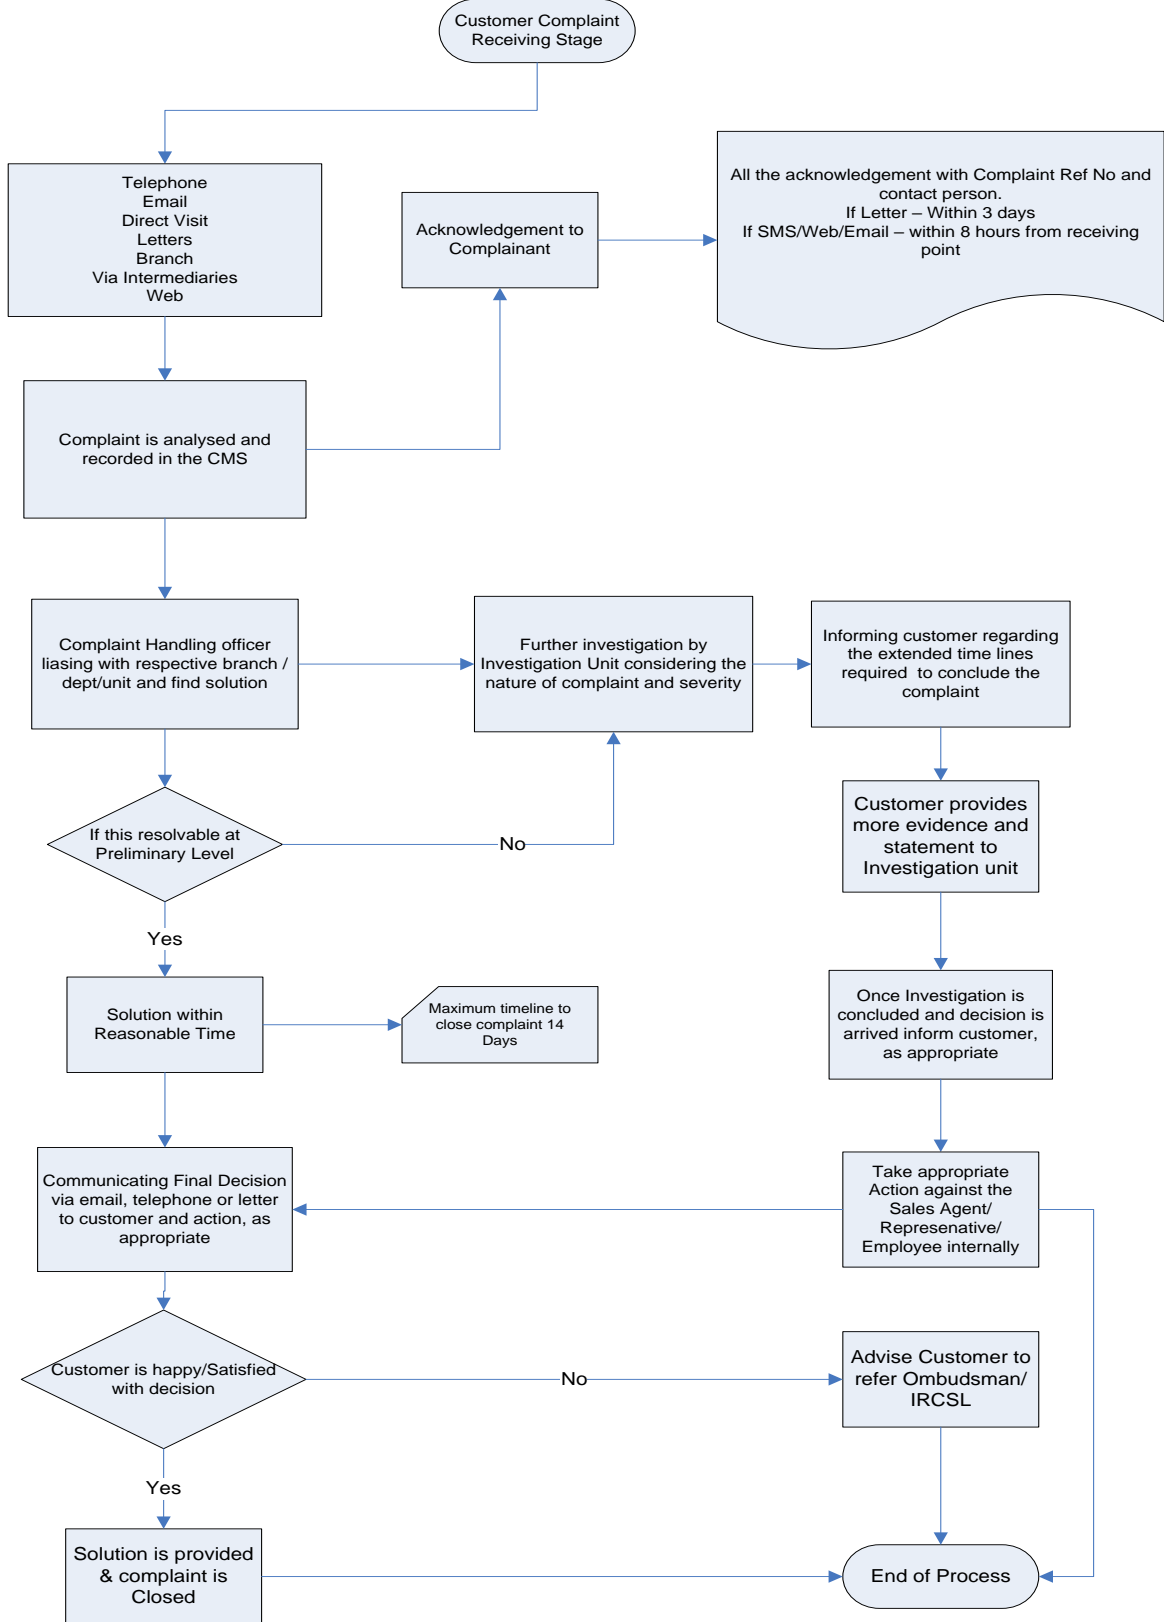 Customer Complaint
Receiving Stage
Telephone
Email
Direct Visit
Letters
Branch
Via Intermediaries
Web
Acknowledgement to
Complainant
All the acknowledgement with Complaint Ref No and
contact person.
If Letter – Within 3 days
If SMS/Web/Email – within 8 hours from receiving
point
Complaint is analysed and
recorded in the CMS
Complaint Handling officer
liasing with respective branch /
dept/unit and find solution
Further investigation by
Investigation Unit considering the
nature of complaint and severity
Informing customer regarding
the extended time lines
required  to conclude the
complaint
If this resolvable at
Preliminary Level
No
Customer provides
more evidence and
statement to
Investigation unit
Yes
Solution within
Reasonable Time
Maximum timeline to
close complaint 14
Days
Once Investigation is
concluded and decision is
arrived inform customer,
as appropriate
Communicating Final Decision
via email, telephone or letter
to customer and action, as
appropriate
Take appropriate
Action against the
Sales Agent/
Represenative/
Employee internally
Customer is happy/Satisfied
with decision
No
Advise Customer to
refer Ombudsman/
IRCSL
Yes
Solution is provided
& complaint is
Closed
End of Process